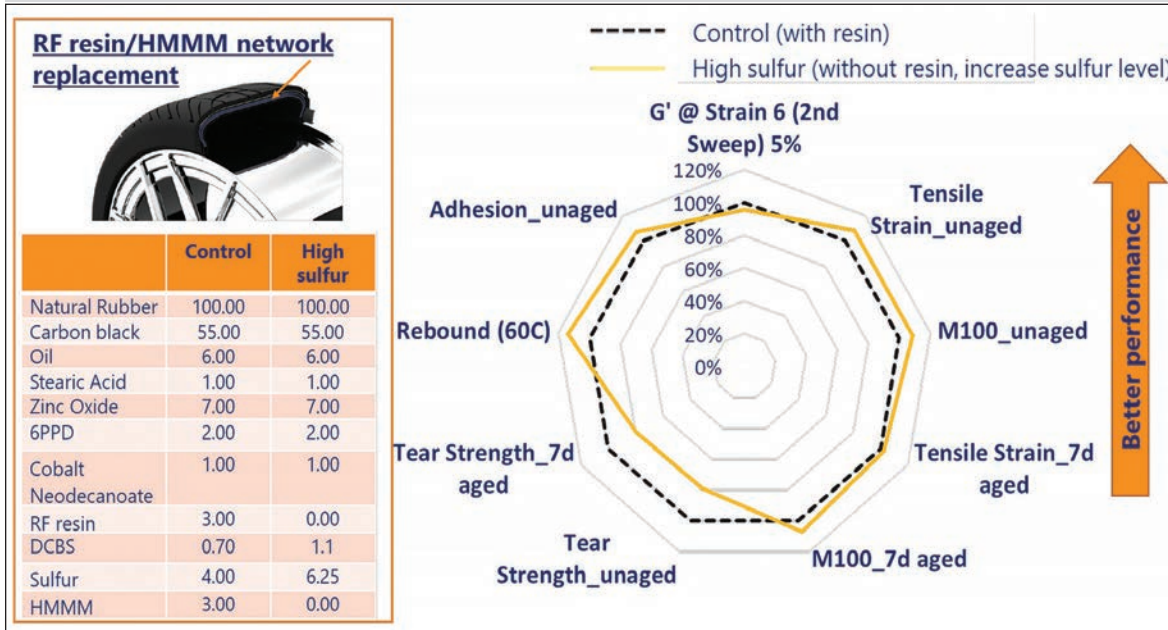 RF resin/HMMM network
replacement
Control High
sulfur
Natural Rubber 100.00 100.00
Carbon black 55.00 55.00
Oil 6.00 6.00
Stearic Acid 1.00 1.00
Zinc Oxide 7.00 7.00
6PPD 2.00 2.00
Cobalt 1.00 1.00
Neodecanoate
RF resin 3.00 0.00
DCBS 0.70 1.1
Sulfur 4.00 6.25
HMMM 3.00 0.00
Control (with resin)
High sulfur (without resin, increase sulfur level)
G' @ Strain 6 (2nd
Sweep) 5%
120%
100%
80%
60%
40%
20%
0%
Tensile
Strain_unaged
M100_unaged
Tensile Strain_7d
aged
M100_7d aged
Tear
Strength_unaged
Tear Strength_7d
aged
Rebound (60C)
Adhesion_unaged
Better performance